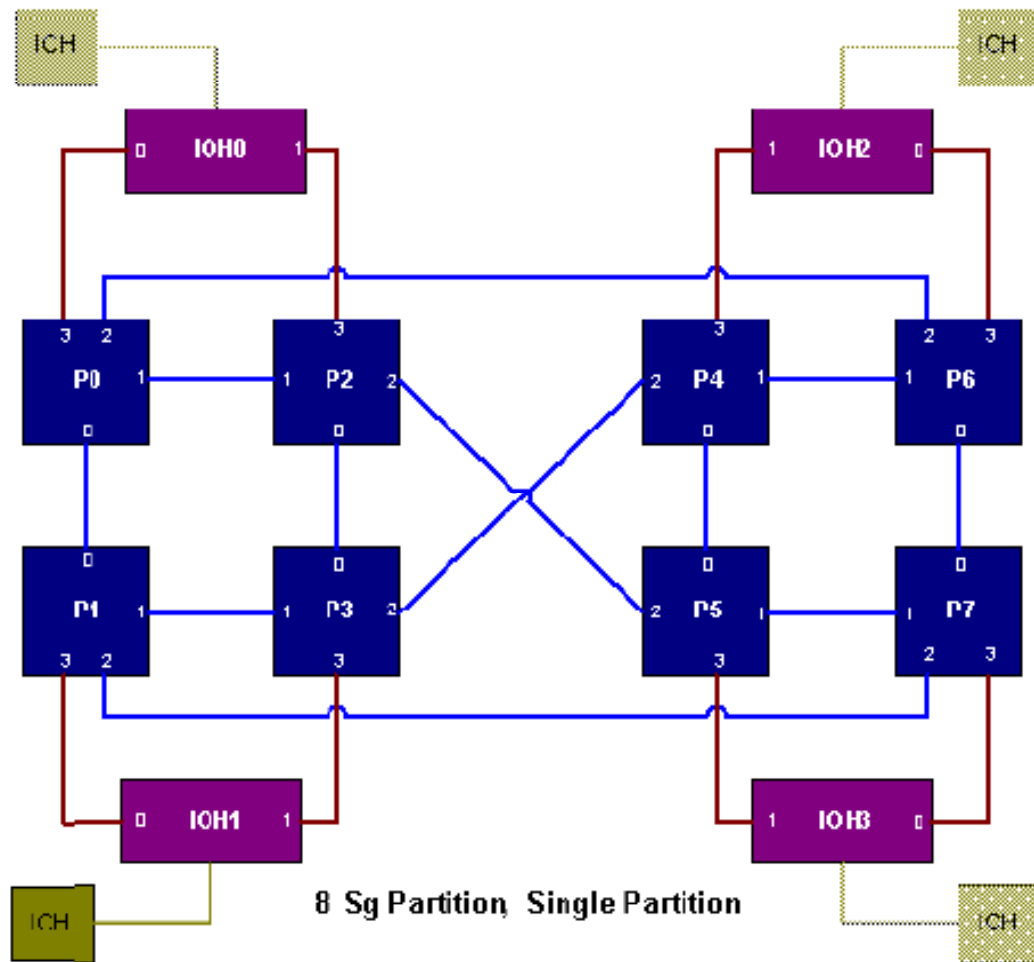 ICH ICH
0 IOH0 1 1 IOH2 0
3 2 3 3 2 3
P0 1 1 P2 2 2 P4 1 1 P6
0 0 0 0
0 0 0 0
P1 1 1 P3 2 2 P5 1 1 P7
3 2 3 3 2 3
0 IOH1 1 1 IOH3 0
ICH 8 Sg Partition, Single Partition ICH